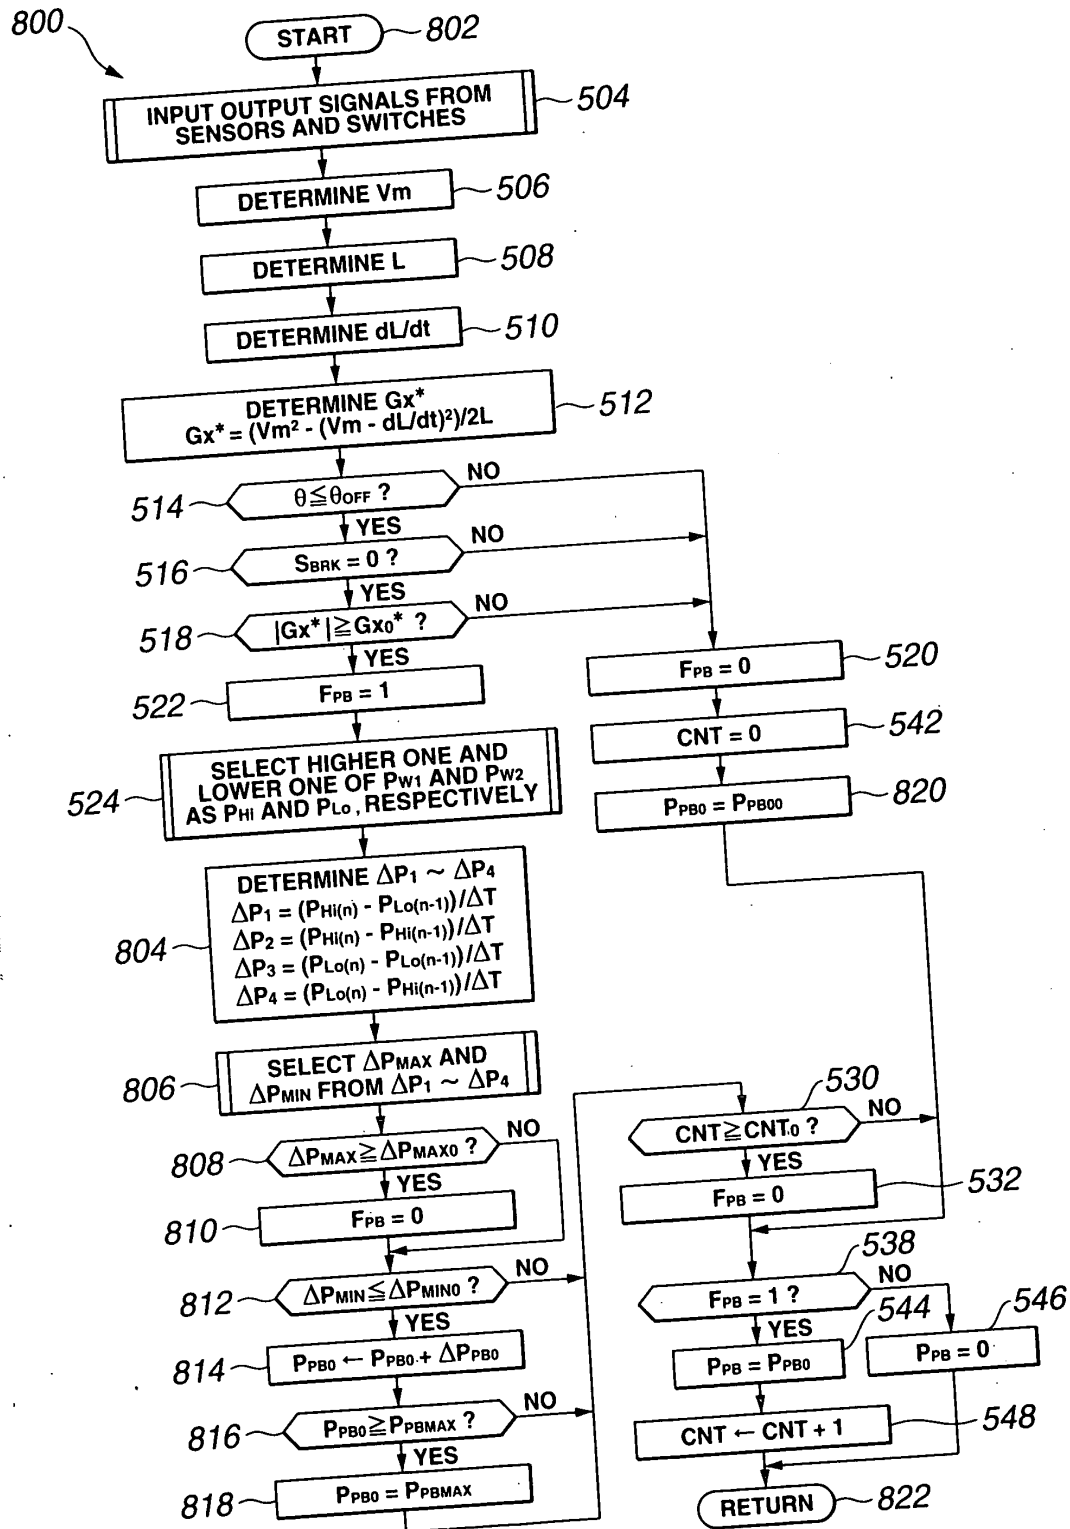 800
START
802
INPUT OUTPUT SIGNALS FROM
SENSORS AND SWITCHES
504
DETERMINE Vm
506
DETERMINE L
508
DETERMINE dL/dt
510
DETERMINE Gx*
Gx* = (Vm² - (Vm - dL/dt)²)/2L
512
514
θ≦θOFF ?
NO
YES
516
SBRK = 0 ?
NO
YES
518
|Gx*|≧Gx0* ?
NO
YES
522
FPB = 1
520
FPB = 0
542
CNT = 0
820
PPB0 = PPB00
524
SELECT HIGHER ONE AND
LOWER ONE OF PW1 AND PW2
AS PHi AND PLo, RESPECTIVELY
804
DETERMINE ΔP1 ~ ΔP4
ΔP1 = (PHi(n) - PLo(n-1))/ΔT
ΔP2 = (PHi(n) - PHi(n-1))/ΔT
ΔP3 = (PLo(n) - PLo(n-1))/ΔT
ΔP4 = (PLo(n) - PHi(n-1))/ΔT
806
SELECT ΔPMAX AND
ΔPMIN FROM ΔP1 ~ ΔP4
808
ΔPMAX≧ΔPMAX0 ?
NO
YES
810
FPB = 0
812
ΔPMIN≦ΔPMIN0 ?
NO
YES
814
PPB0 ← PPB0 + ΔPPB0
816
PPB0≧PPBMAX ?
NO
YES
818
PPB0 = PPBMAX
530
CNT≧CNT0 ?
NO
YES
532
FPB = 0
538
FPB = 1 ?
NO
YES
544
PPB = PPB0
546
PPB = 0
CNT ← CNT + 1
548
RETURN
822